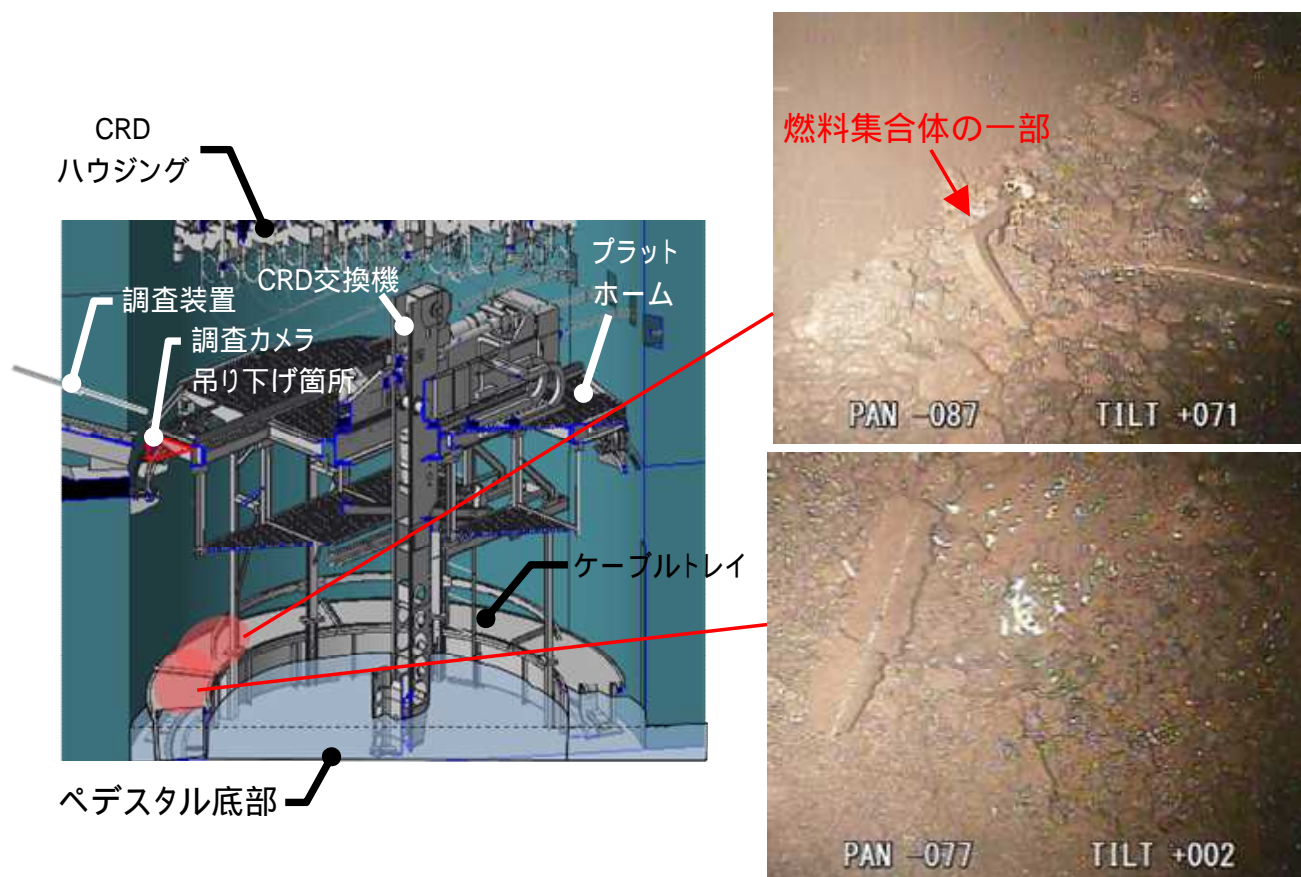 CRD
ハウジング
CRD交換機
プラット
ホーム
調査装置
調査カメラ
吊り下げ箇所
ケーブルトレイ
ペデスタル底部
燃料集合体の一部
PAN -087 TILT +071
PAN -077 TILT +002